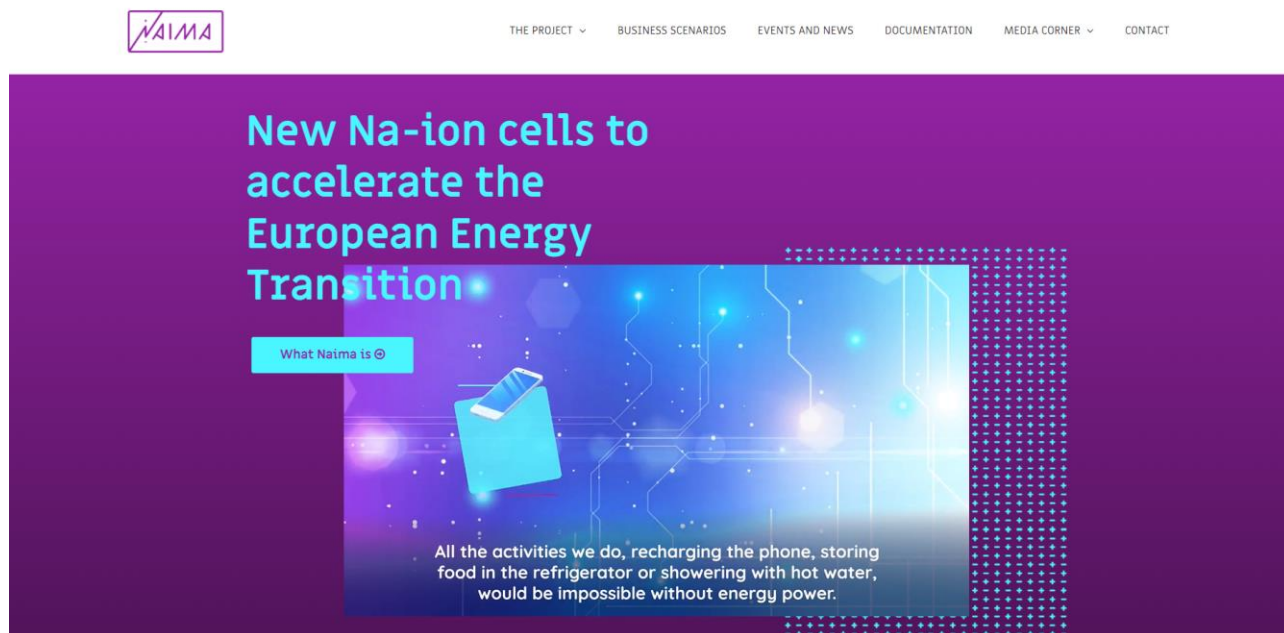 NAIMA
THE PROJECT
BUSINESS SCENARIOS
EVENTS AND NEWS
DOCUMENTATION
MEDIA CORNER
CONTACT
New Na-ion cells to
accelerate the
European Energy
Transition
What Naima is
All the activities we do, recharging the phone, storing
food in the refrigerator or showering with hot water,
would be impossible without energy power.